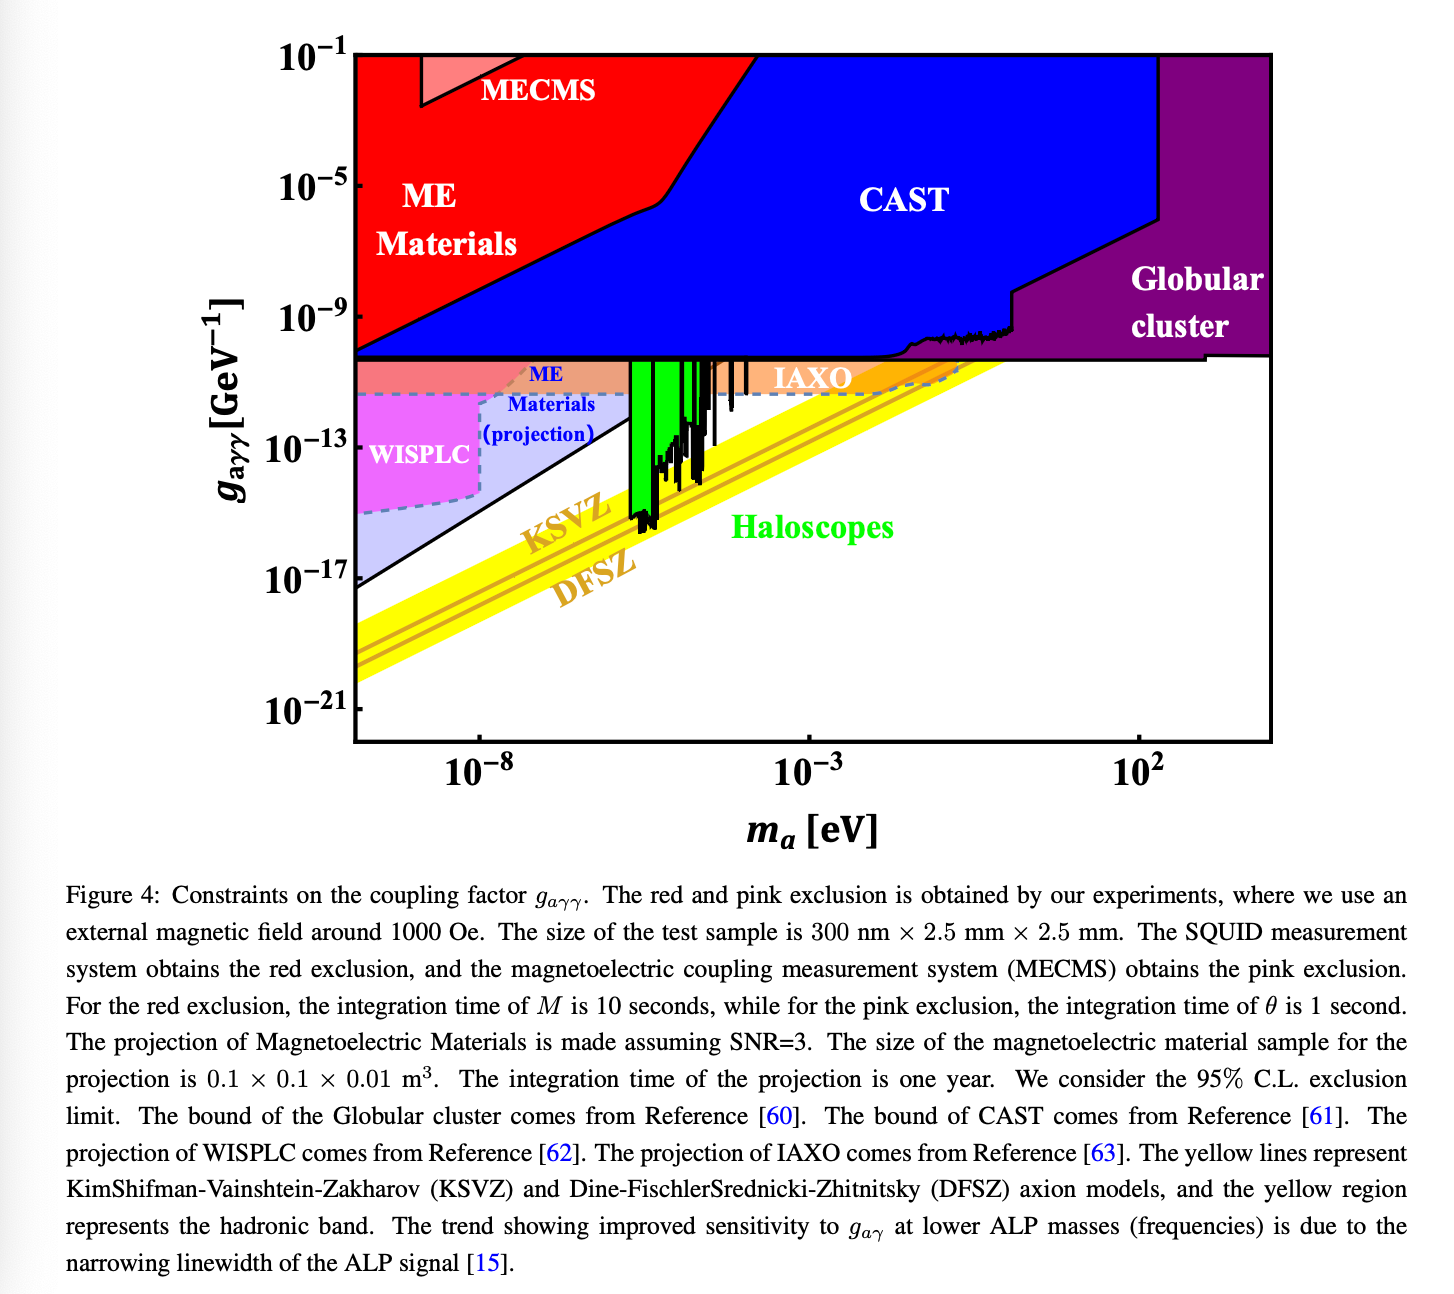 10⁻¹
MECMS
10⁻⁵
ME
CAST
Materials
Globular
10⁻⁹
cluster
gaγγ[GeV⁻¹]
ME
IAXO
Materials
10⁻¹³
(projection)
WISPLC
KSVZ
Haloscopes
10⁻¹⁷
DFSZ
10⁻²¹
10⁻⁸
10⁻³
10²
mₐ [eV]
Figure 4: Constraints on the coupling factor gaγγ. The red and pink exclusion is obtained by our experiments, where we use an
external magnetic field around 1000 Oe. The size of the test sample is 300 nm × 2.5 mm × 2.5 mm. The SQUID measurement
system obtains the red exclusion, and the magnetoelectric coupling measurement system (MECMS) obtains the pink exclusion.
For the red exclusion, the integration time of M is 10 seconds, while for the pink exclusion, the integration time of θ is 1 second.
The projection of Magnetoelectric Materials is made assuming SNR=3. The size of the magnetoelectric material sample for the
projection is 0.1 × 0.1 × 0.01 m³. The integration time of the projection is one year. We consider the 95% C.L. exclusion
limit. The bound of the Globular cluster comes from Reference [60]. The bound of CAST comes from Reference [61]. The
projection of WISPLC comes from Reference [62]. The projection of IAXO comes from Reference [63]. The yellow lines represent
KimShifman-Vainshtein-Zakharov (KSVZ) and Dine-FischlerSrednicki-Zhitnitsky (DFSZ) axion models, and the yellow region
represents the hadronic band. The trend showing improved sensitivity to gaγ at lower ALP masses (frequencies) is due to the
narrowing linewidth of the ALP signal [15].